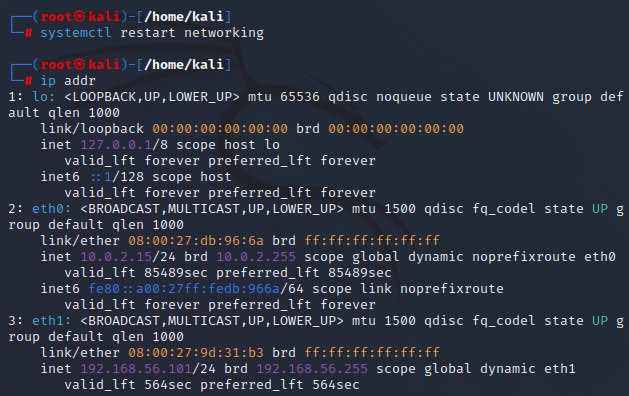 ┌──(root㉿kali)-[/home/kali]
└─# systemctl restart networking
┌──(root㉿kali)-[/home/kali]
└─# ip addr
1: lo: <LOOPBACK,UP,LOWER_UP> mtu 65536 qdisc noqueue state UNKNOWN group def
ault qlen 1000
    link/loopback 00:00:00:00:00:00 brd 00:00:00:00:00:00
    inet 127.0.0.1/8 scope host lo
       valid_lft forever preferred_lft forever
    inet6 ::1/128 scope host
       valid_lft forever preferred_lft forever
2: eth0: <BROADCAST,MULTICAST,UP,LOWER_UP> mtu 1500 qdisc fq_codel state UP g
roup default qlen 1000
    link/ether 08:00:27:db:96:6a brd ff:ff:ff:ff:ff:ff
    inet 10.0.2.15/24 brd 10.0.2.255 scope global dynamic noprefixroute eth0
       valid_lft 85489sec preferred_lft 85489sec
    inet6 fe80::a00:27ff:fedb:966a/64 scope link noprefixroute
       valid_lft forever preferred_lft forever
3: eth1: <BROADCAST,MULTICAST,UP,LOWER_UP> mtu 1500 qdisc fq_codel state UP g
roup default qlen 1000
    link/ether 08:00:27:9d:31:b3 brd ff:ff:ff:ff:ff:ff
    inet 192.168.56.101/24 brd 192.168.56.255 scope global dynamic eth1
       valid_lft 564sec preferred_lft 564sec